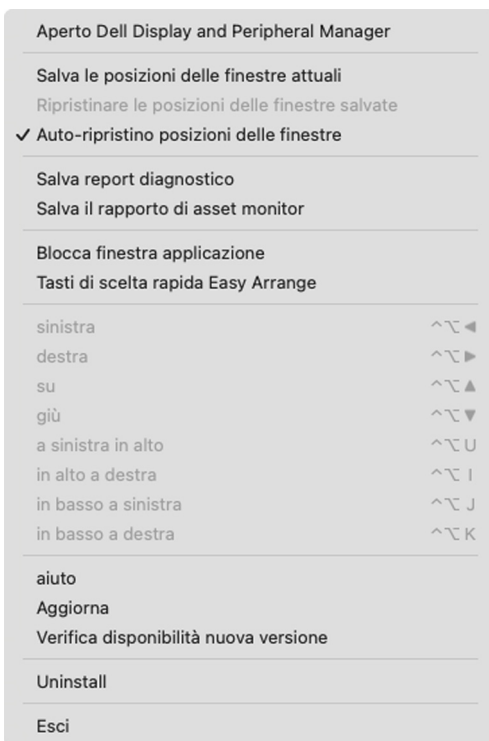 Aperto Dell Display and Peripheral Manager
Salva le posizioni delle finestre attuali
Ripristinare le posizioni delle finestre salvate
✓ Auto-ripristino posizioni delle finestre
Salva report diagnostico
Salva il rapporto di asset monitor
Blocca finestra applicazione
Tasti di scelta rapida Easy Arrange
sinistra ^⌥◀
destra ^⌥▶
su ^⌥▲
giù ^⌥▼
a sinistra in alto ^⌥U
in alto a destra ^⌥I
in basso a sinistra ^⌥J
in basso a destra ^⌥K
aiuto
Aggiorna
Verifica disponibilità nuova versione
Uninstall
Esci